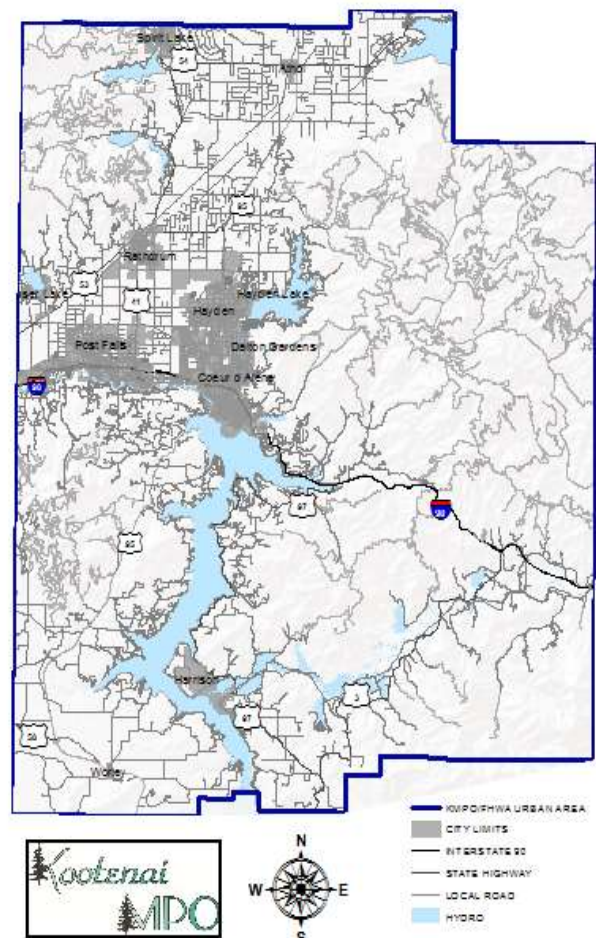 Spirit Lake
54
Athol
95
Rathdrum
53
41
Hayden Lake
Hayden
Post Falls
Dalton Gardens
Coeur d Alene
90
97
90
95
Harrison
3
97
58
Worley
Kootenai
MPO
N
W
E
S
KMPO/FHWA URBAN AREA
CITY LIMITS
INTERSTATE 90
STATE HIGHWAY
LOCAL ROAD
HYDRO